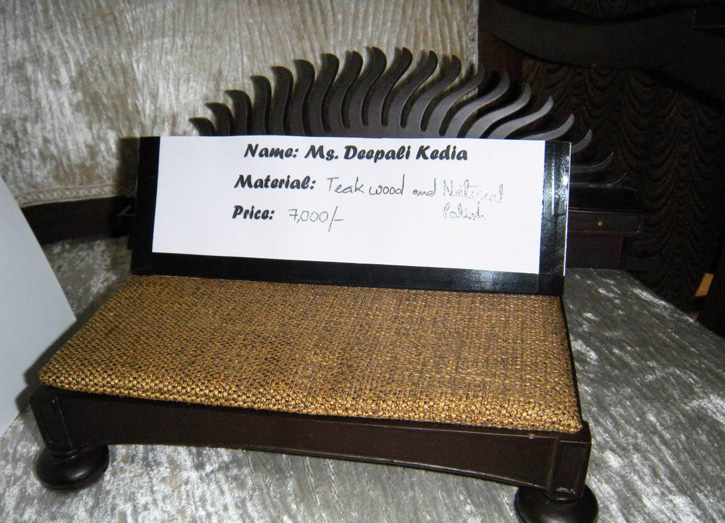 Name: Ms. Deepali Kedia
Material: Teak wood and Natural
Polish
Price: 7,000/-